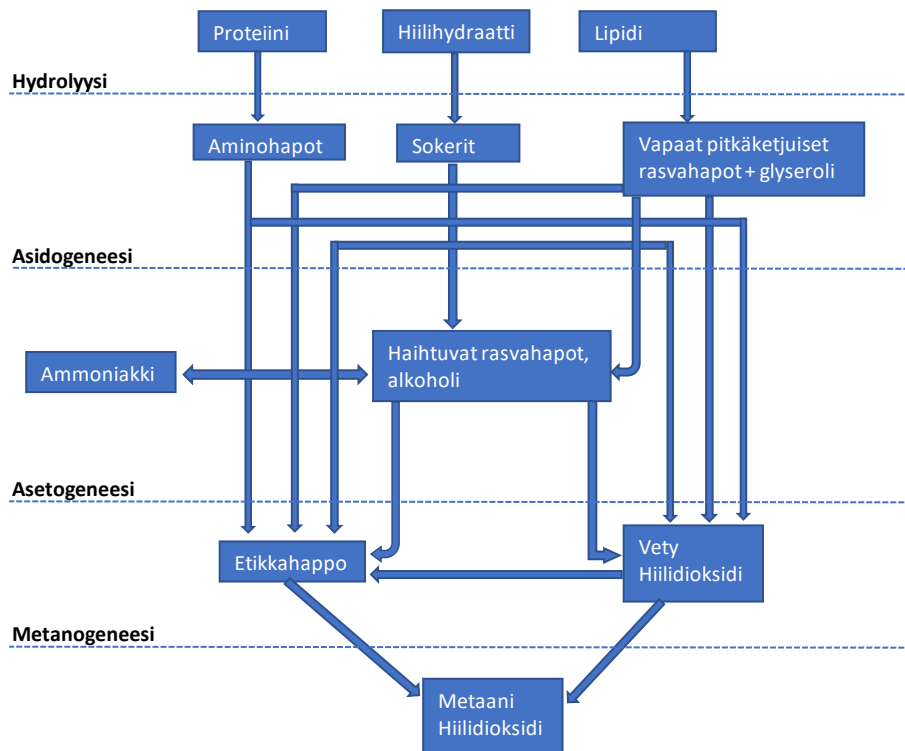 Proteiini
Hiilihydraatti
Lipidi
Hydrolyysi
Aminohapot
Sokerit
Vapaat pitkäketjuiset
rasvahapot + glyseroli
Asidogeneesi
Haihtuvat rasvahapot,
alkoholi
Ammoniakki
Asetogeneesi
Etikkahappo
Vety
Hiilidioksidi
Metanogeneesi
Metaani
Hiilidioksidi